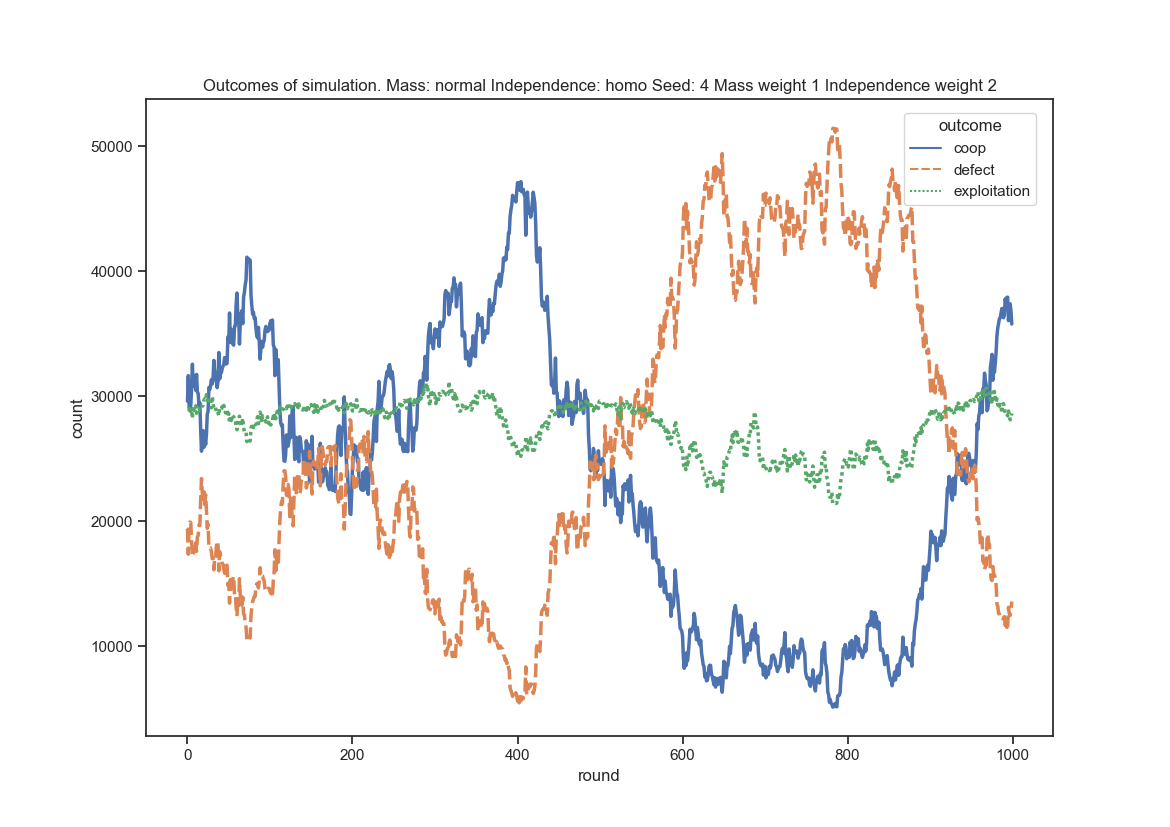 Outcomes of simulation. Mass: normal Independence: homo Seed: 4 Mass weight 1 Independence weight 2
outcome
coop
defect
exploitation
50000
40000
30000
20000
10000
count
0 200 400 600 800 1000
round